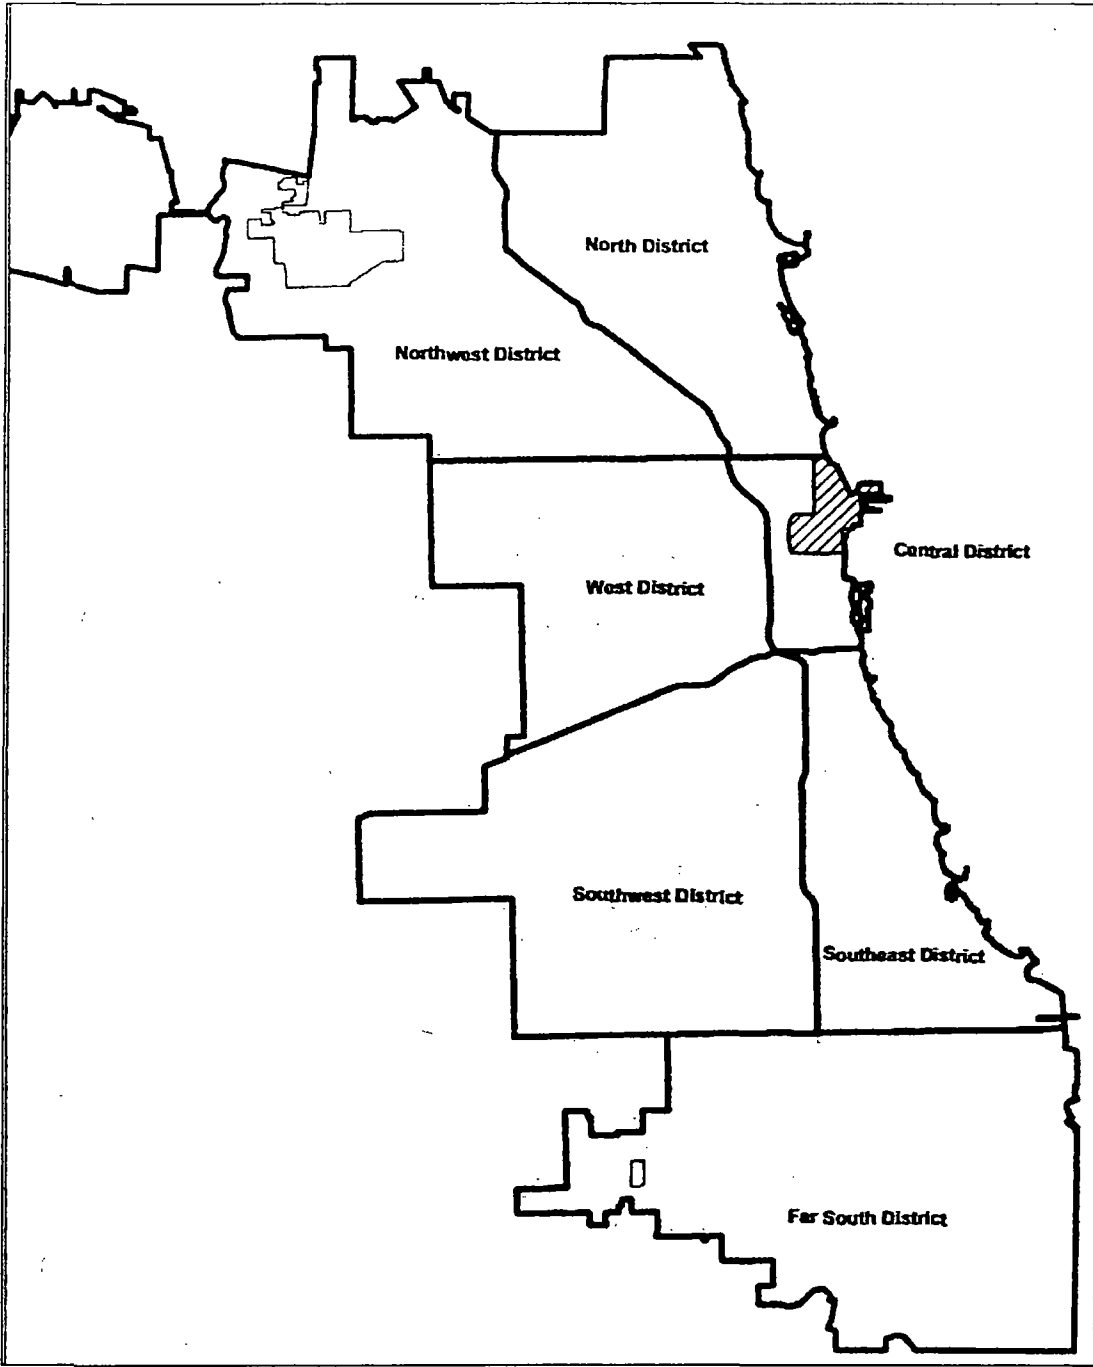 North District
Northwest District
Central District
West District
Southwest District
Southeast District
Far South District